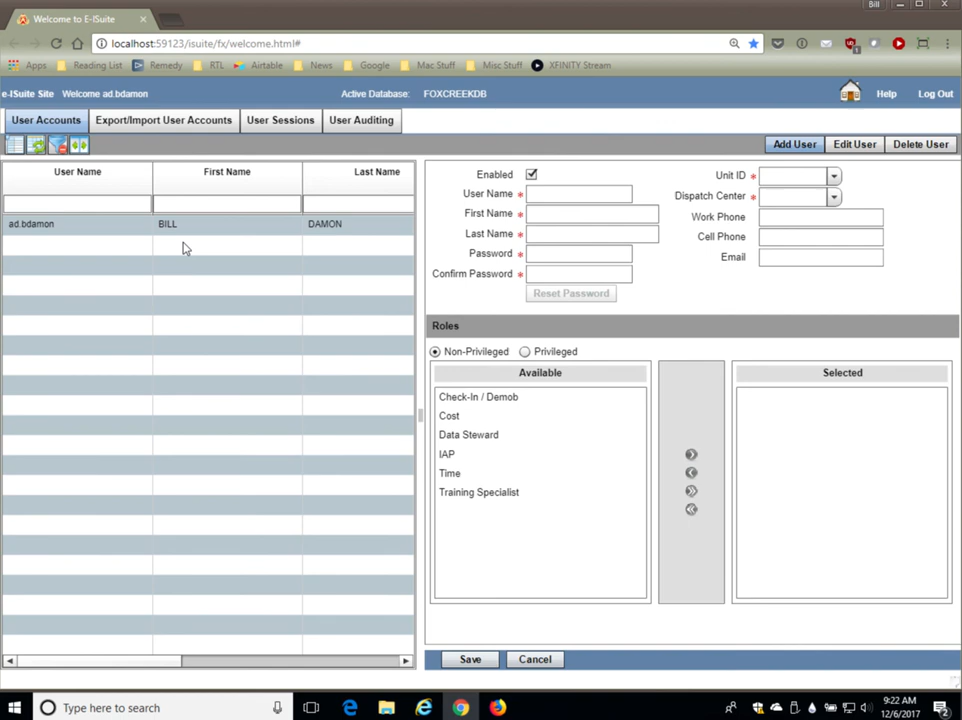 Bill
Welcome to E-ISuite
localhost:59123/isuite/fx/welcome.html#
Apps Reading List Remedy RTL Airtable News Google Mac Stuff Misc Stuff XFINITY Stream
e-ISuite Site Welcome ad.bdamon Active Database: FOXCREEKDB Help Log Out
User Accounts Export/Import User Accounts User Sessions User Auditing
Add User Edit User Delete User
User Name First Name Last Name
ad.bdamon BILL DAMON
Enabled
User Name *
First Name *
Last Name *
Password *
Confirm Password *
Reset Password
Unit ID *
Dispatch Center *
Work Phone
Cell Phone
Email
Roles
Non-Privileged Privileged
Available
Check-In / Demob
Cost
Data Steward
IAP
Time
Training Specialist
Selected
Save Cancel
Type here to search
9:22 AM
12/6/2017
2